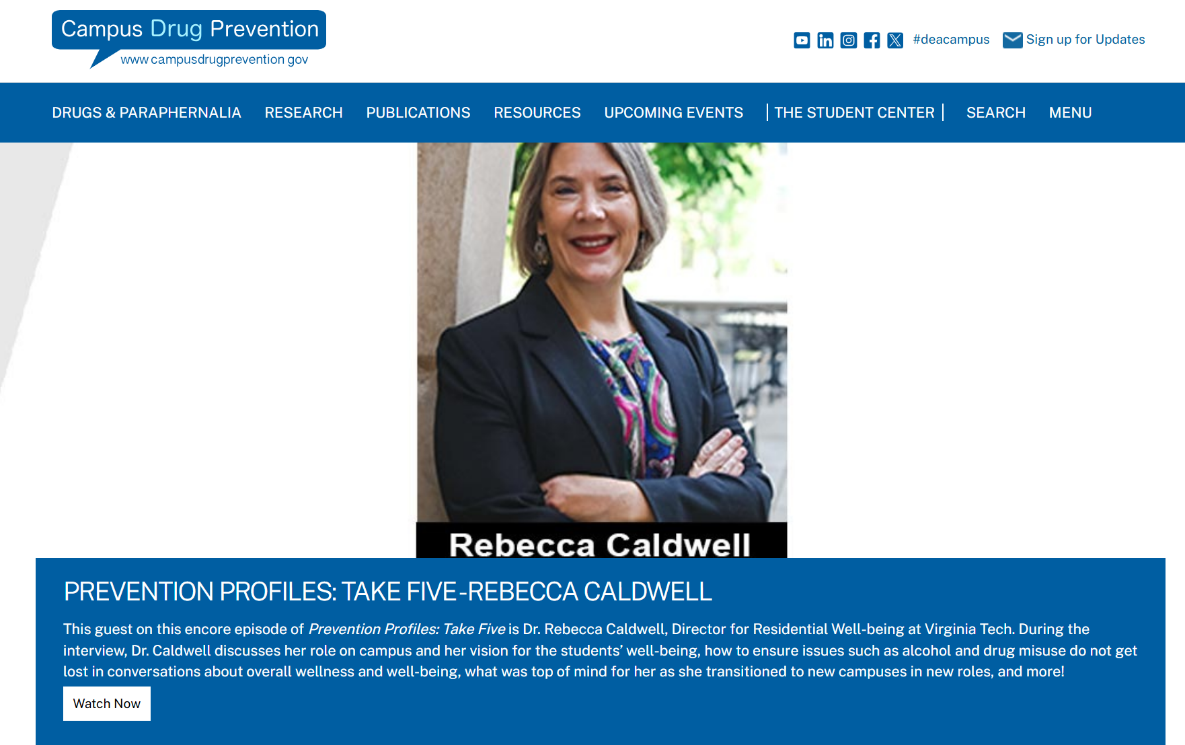 Campus Drug Prevention
www.campusdrugprevention gov
#deacampus
Sign up for Updates
DRUGS & PARAPHERNALIA
RESEARCH
PUBLICATIONS
RESOURCES
UPCOMING EVENTS
THE STUDENT CENTER
SEARCH
MENU
Rebecca Caldwell
PREVENTION PROFILES: TAKE FIVE-REBECCA CALDWELL
This guest on this encore episode of Prevention Profiles: Take Five is Dr. Rebecca Caldwell, Director for Residential Well-being at Virginia Tech. During the
interview, Dr. Caldwell discusses her role on campus and her vision for the students’ well-being, how to ensure issues such as alcohol and drug misuse do not get
lost in conversations about overall wellness and well-being, what was top of mind for her as she transitioned to new campuses in new roles, and more!
Watch Now